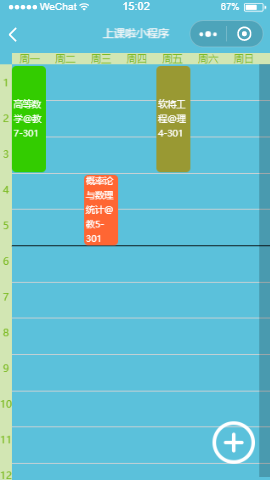 WeChat 15:02 67%
上课啦小程序
周一 周二 周三 周四 周五 周六 周日
1
2
3
4
5
6
7
8
9
10
11
12
高等数
学@教
7-301
软将工
程@理
4-301
概率论
与数理
统计@
教5-
301